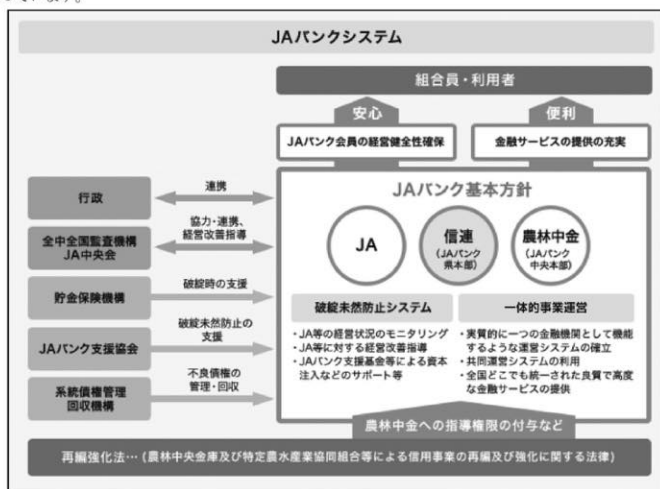 JAバンクシステム
組合員・利用者
安心
便利
JAバンク会員の経営健全性確保
金融サービスの提供の充実
JAバンク基本方針
JA
信連
(JAバンク
県本部)
農林中金
(JAバンク
中央本部)
行政
連携
全中全国監査機構
JA中央会
協力・連携、
経営改善指導
貯金保険機構
破綻時の支援
JAバンク支援協会
破綻未然防止の
支援
系統債権管理
回収機構
不良債権の
管理・回収
破綻未然防止システム
・JA等の経営状況のモニタリング
・JA等に対する経営改善指導
・JAバンク支援基金等による資本
注入などのサポート等
一体的事業運営
・実質的に一つの金融機関として機能
するような運営システムの確立
・共同運営システムの利用
・全国どこでも統一された良質で高度
な金融サービスの提供
農林中金への指導権限の付与など
再編強化法…(農林中央金庫及び特定農水産業協同組合等による信用事業の再編及び強化に関する法律)